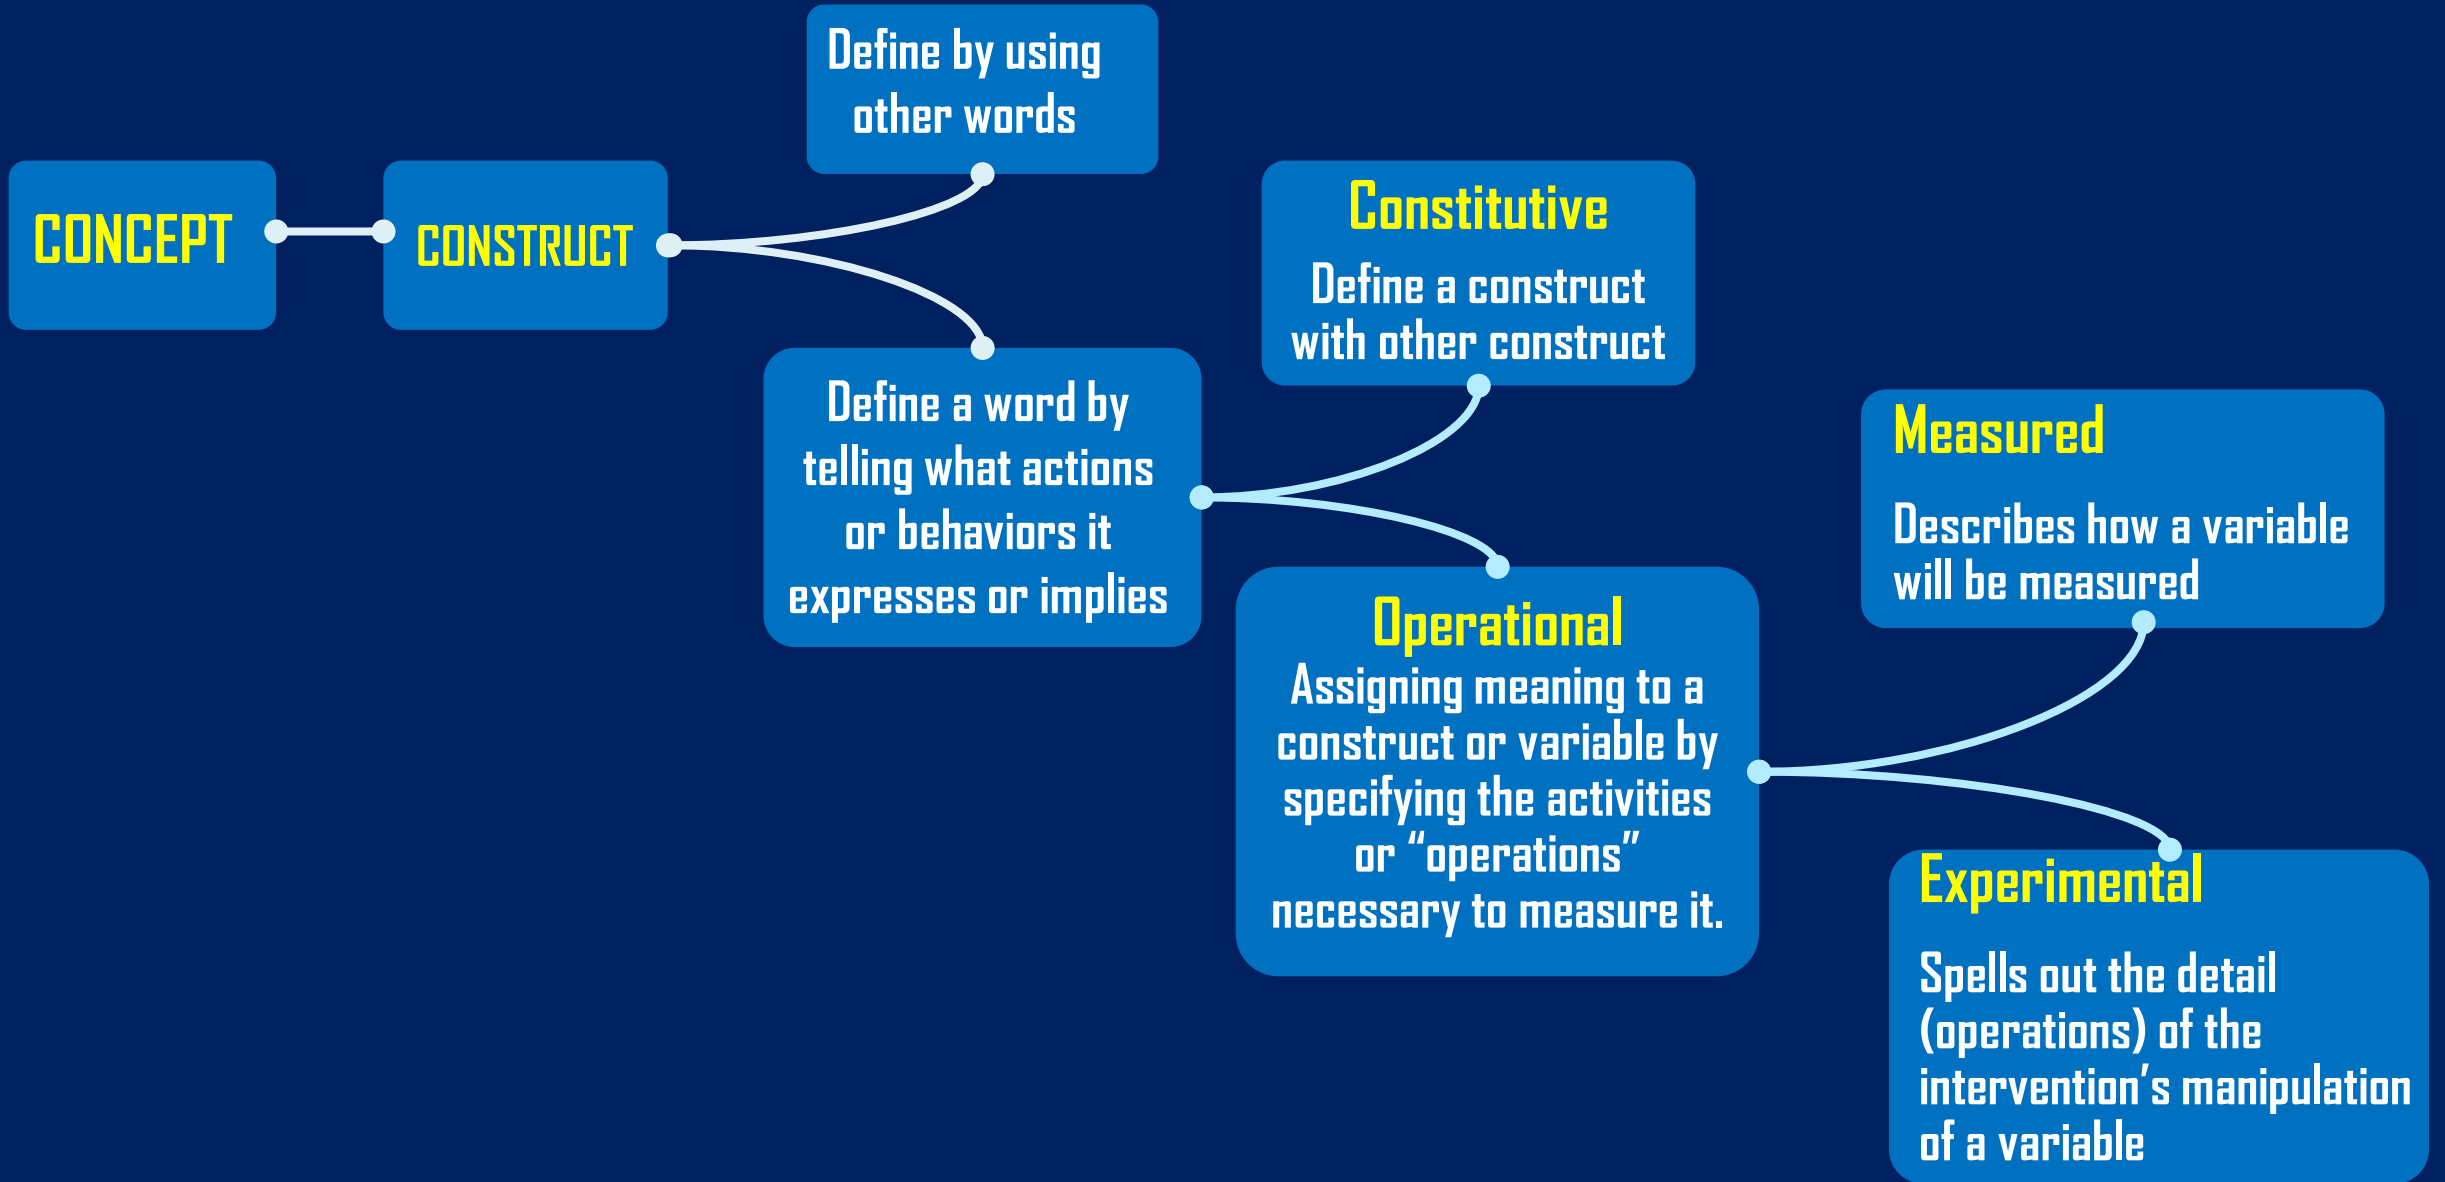 Define by using
other words
CONCEPT
CONSTRUCT
Constitutive
Define a construct
with other construct
Define a word by
telling what actions
or behaviors it
expresses or implies
Measured
Describes how a variable
will be measured
Operational
Assigning meaning to a
construct or variable by
specifying the activities
or “operations”
necessary to measure it.
Experimental
Spells out the detail
(operations) of the
intervention’s manipulation
of a variable